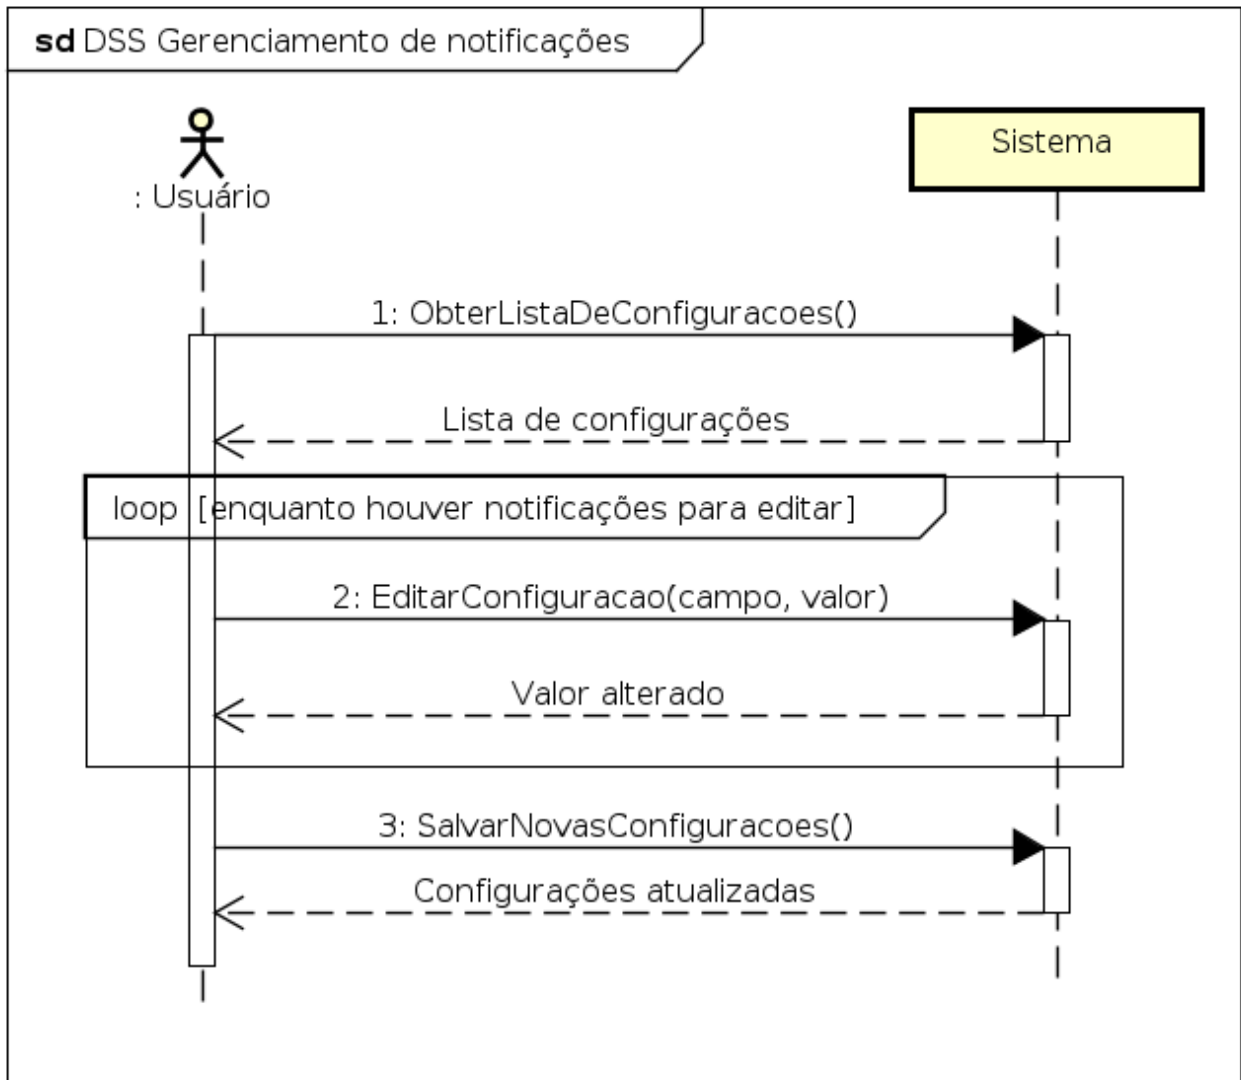 sd DSS Gerenciamento de notificações
: Usuário
Sistema
1: ObterListaDeConfiguracoes()
Lista de configurações
loop [enquanto houver notificações para editar]
2: EditarConfiguracao(campo, valor)
Valor alterado
3: SalvarNovasConfiguracoes()
Configurações atualizadas